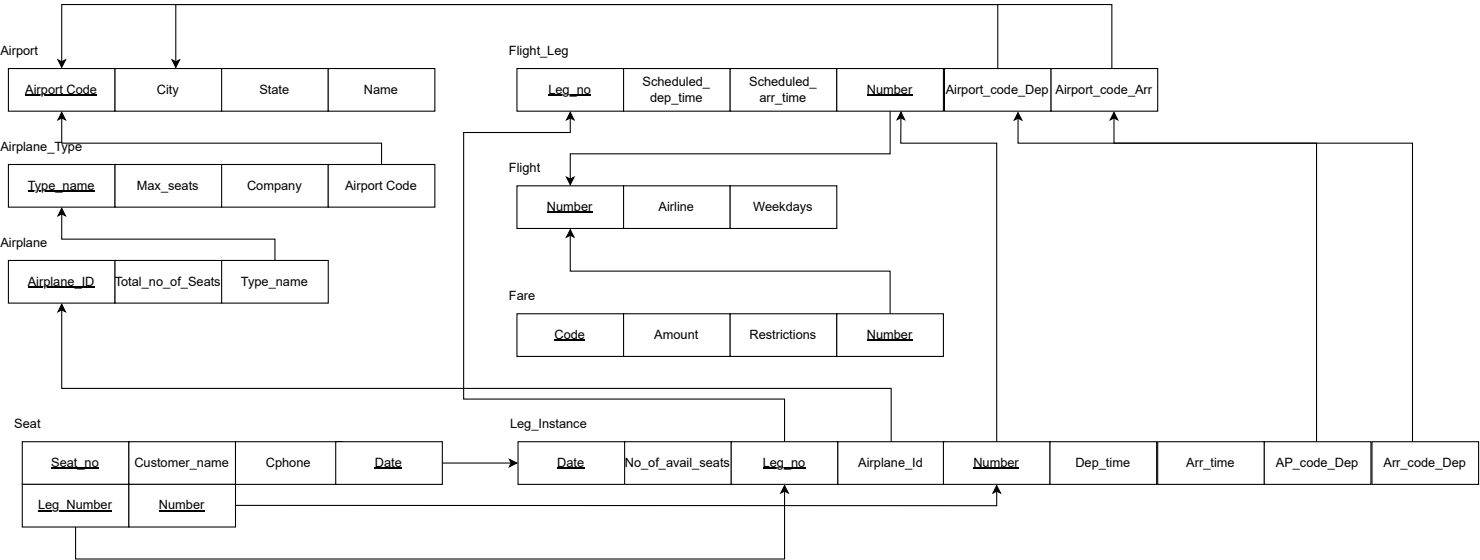 Airport
Airport Code City State Name
Airplane_Type
Type_name Max_seats Company Airport Code
Airplane
Airplane_ID Total_no_of_Seats Type_name
Flight_Leg
Leg_no Scheduled_ dep_time Scheduled_ arr_time Number Airport_code_Dep Airport_code_Arr
Flight
Number Airline Weekdays
Fare
Code Amount Restrictions Number
Seat
Seat_no Customer_name Cphone Date
Leg_Number Number
Leg_Instance
Date No_of_avail_seats Leg_no Airplane_Id Number Dep_time Arr_time AP_code_Dep Arr_code_Dep